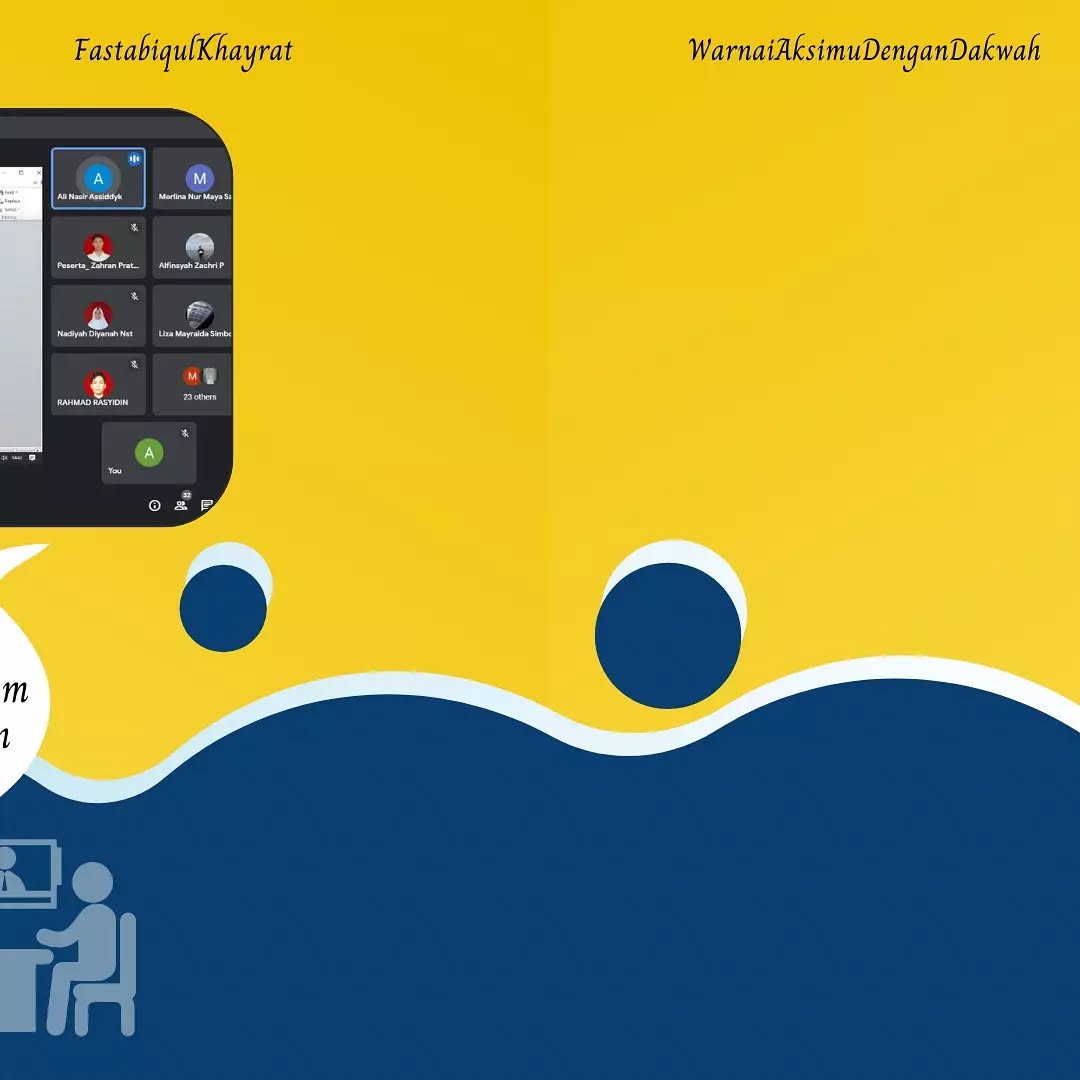 FastabiqulKhayrat
WarnaiAksimuDenganDakwah
A
Ali Nasir Assiddyk
M
Merlina Nur Maya Sa
Peserta_ Zahran Prat...
Alfinsyah Zachri P
Nadiyah Diyanah Nst
Liza Mayralda Simbo
RAHMAD RASYIDIN
M
23 others
A
You
32
m
n